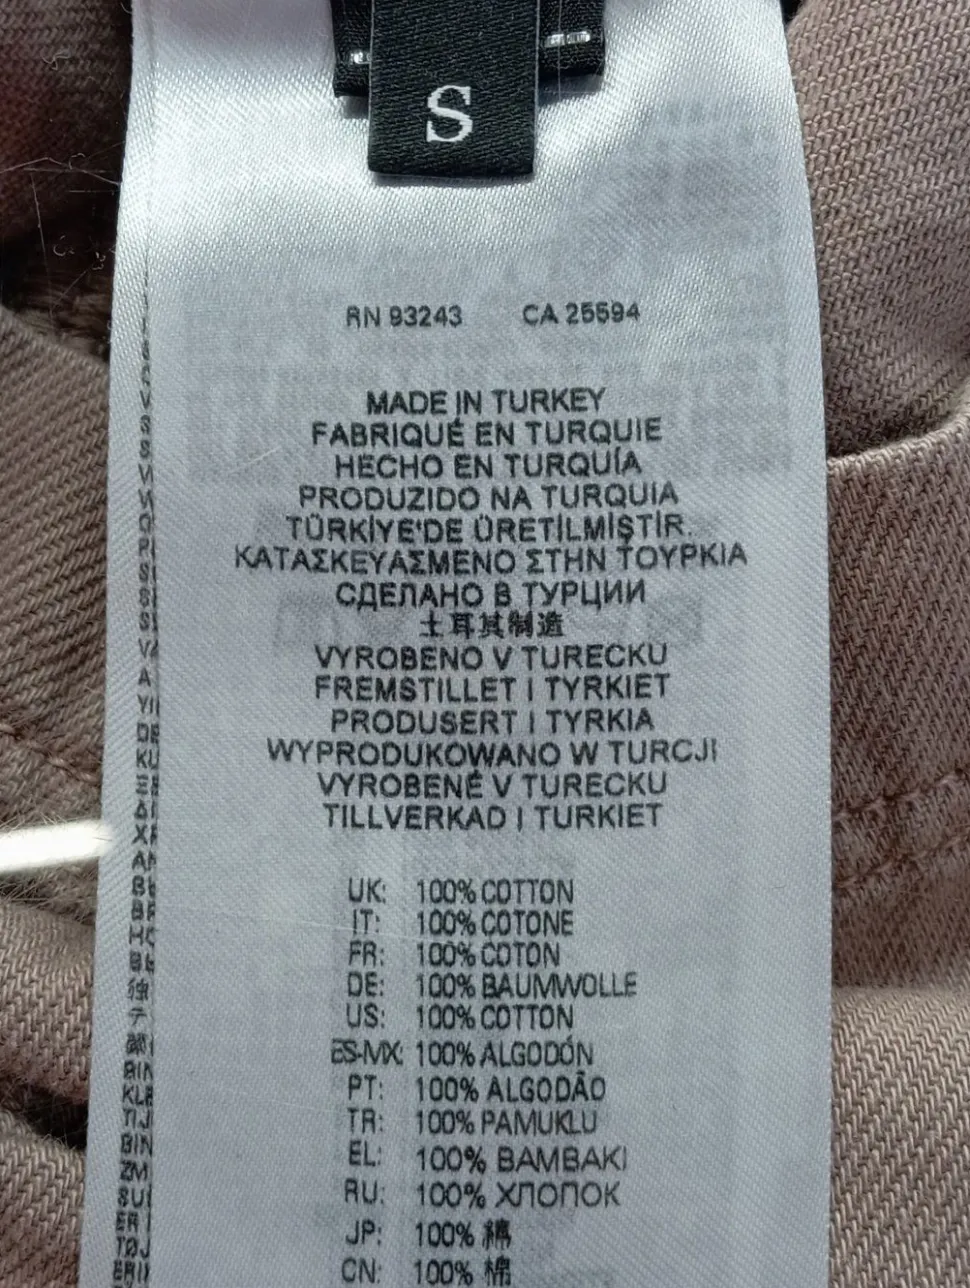 S
RN 93243 CA 25594
MADE IN TURKEY
FABRIQUÉ EN TURQUIE
HECHO EN TURQUÍA
PRODUZIDO NA TURQUIA
TÜRKİYE'DE ÜRETİLMİŞTİR.
ΚΑΤΑΣΚΕΥΑΣΜΕΝΟ ΣΤΗΝ ΤΟΥΡΚΙΑ
СДЕЛАНО В ТУРЦИИ
土耳其制造
VYROBENO V TURECKU
FREMSTILLET I TYRKIET
PRODUSERT I TYRKIA
WYPRODUKOWANO W TURCJI
VYROBENÉ V TURECKU
TILLVERKAD I TURKIET
UK: 100% COTTON
IT: 100% COTONE
FR: 100% COTON
DE: 100% BAUMWOLLE
US: 100% COTTON
ES-MX: 100% ALGODÓN
PT: 100% ALGODÃO
TR: 100% PAMUKLU
EL: 100% ΒΑΜΒΑΚΙ
RU: 100% ХЛОПОК
JP: 100% 綿
CN: 100% 棉